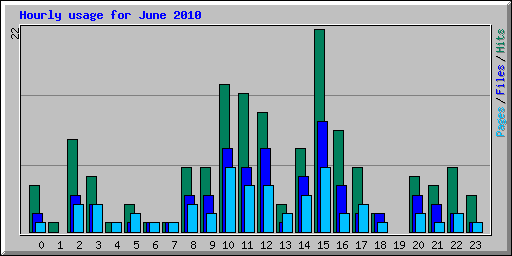 Hourly usage for June 2010
22
Pages/Files/Hits
0 1 2 3 4 5 6 7 8 9 10 11 12 13 14 15 16 17 18 19 20 21 22 23